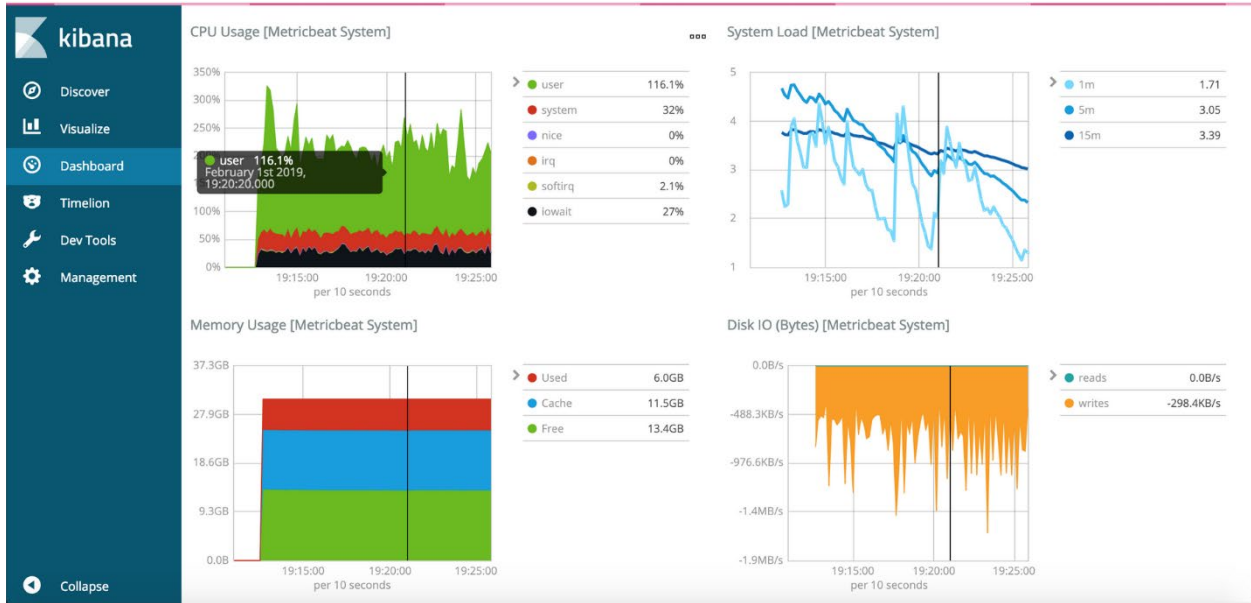 kibana
Discover
Visualize
Dashboard
Timelion
Dev Tools
Management
Collapse
CPU Usage [Metricbeat System]
350%
300%
250%
20
100%
50%
0%
user 116.1%
February 1st 2019,
19:20:20.000
19:15:00 19:20:00 19:25:00
per 10 seconds
user 116.1%
system 32%
nice 0%
irq 0%
softirq 2.1%
iowait 27%
System Load [Metricbeat System]
5
4
3
2
1
19:15:00 19:20:00 19:25:00
per 10 seconds
1m 1.71
5m 3.05
15m 3.39
Memory Usage [Metricbeat System]
37.3GB
27.9GB
18.6GB
9.3GB
0.0B
19:15:00 19:20:00 19:25:00
per 10 seconds
Used 6.0GB
Cache 11.5GB
Free 13.4GB
Disk IO (Bytes) [Metricbeat System]
0.0B/s
-488.3KB/s
-976.6KB/s
-1.4MB/s
-1.9MB/s
19:15:00 19:20:00 19:25:00
per 10 seconds
reads 0.0B/s
writes -298.4KB/s